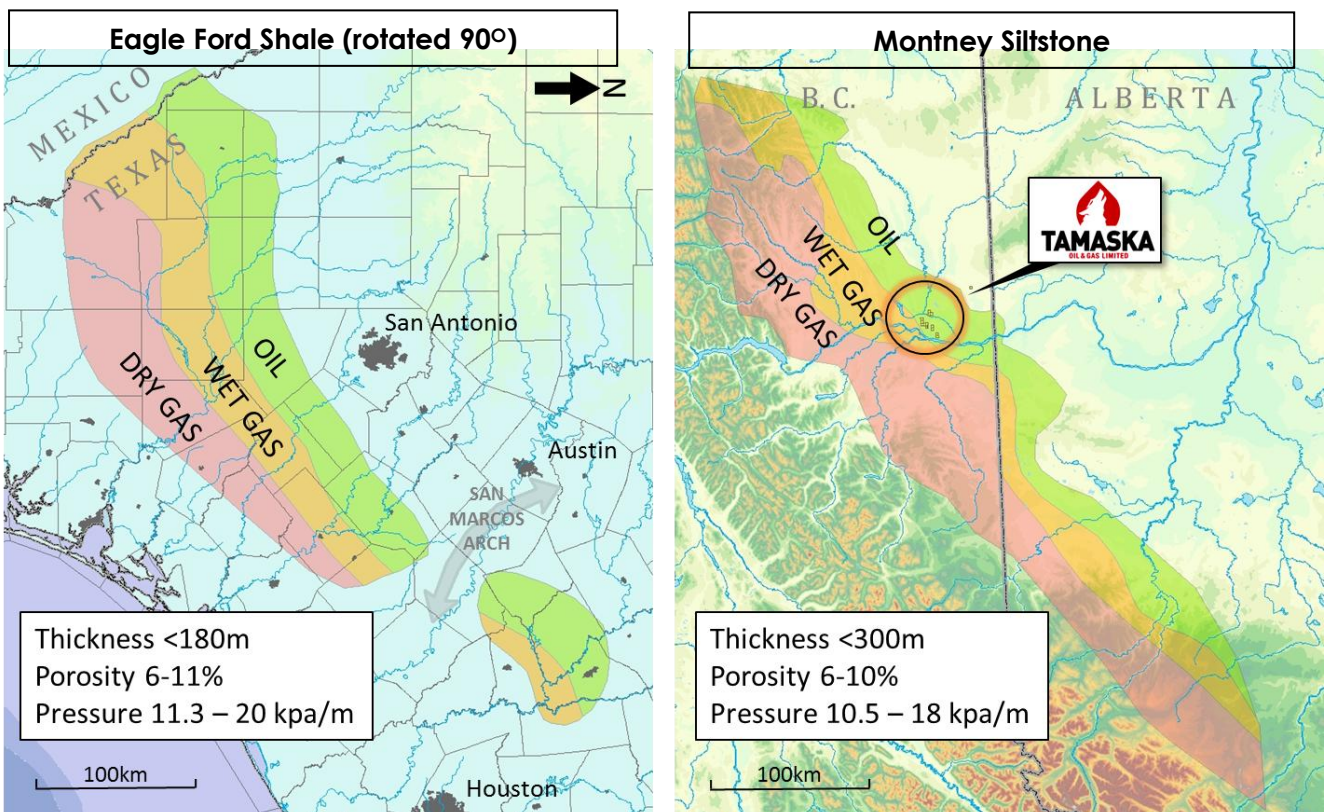 Eagle Ford Shale (rotated 90°)
N
MEXICO
TEXAS
OIL
WET GAS
DRY GAS
San Antonio
Austin
SAN
MARCOS
ARCH
Thickness <180m
Porosity 6-11%
Pressure 11.3 – 20 kpa/m
100km
Houston
Montney Siltstone
B. C.
ALBERTA
TAMASKA
OIL & GAS LIMITED
OIL
WET GAS
DRY GAS
Thickness <300m
Porosity 6-10%
Pressure 10.5 – 18 kpa/m
100km